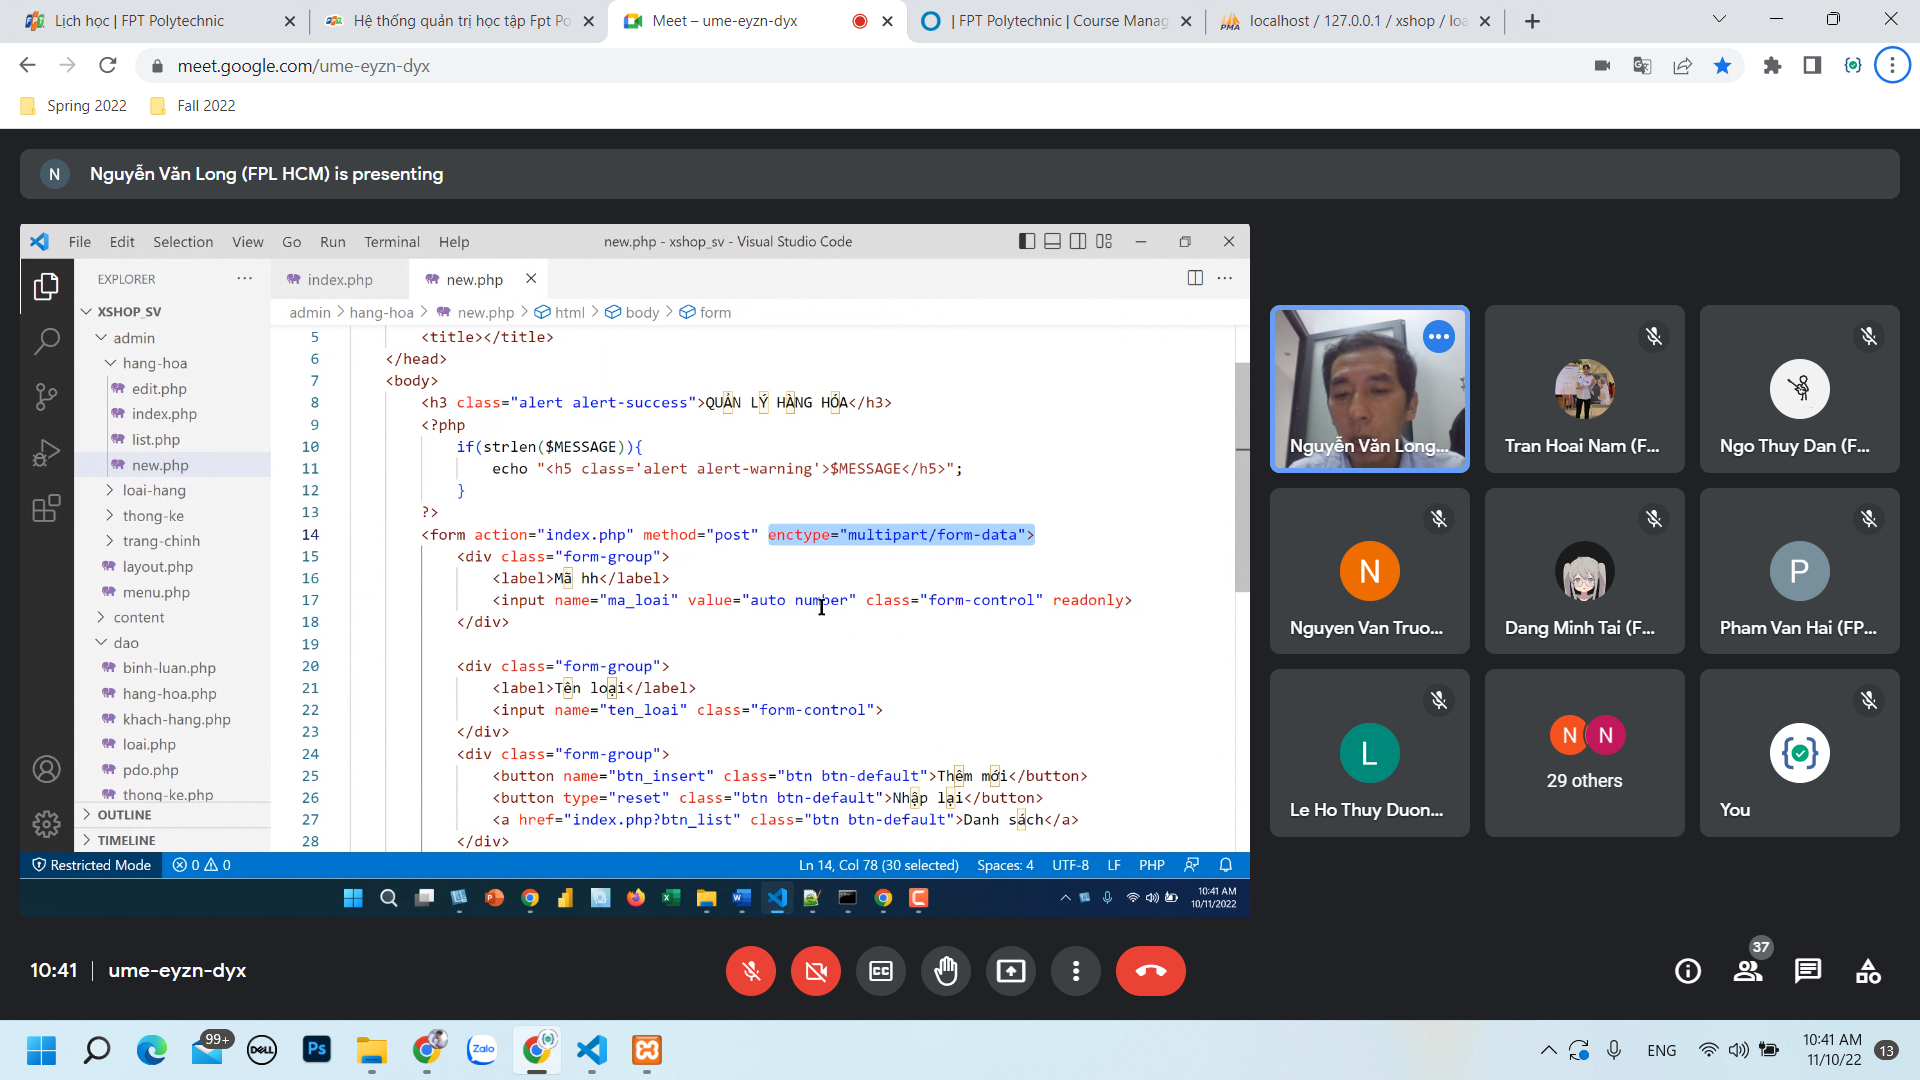 Lịch học | FPT Polytechnic
Hệ thống quản trị học tập Fpt Po
Meet – ume-eyzn-dyx
| FPT Polytechnic | Course Manag
localhost / 127.0.0.1 / xshop / loa
meet.google.com/ume-eyzn-dyx
Spring 2022
Fall 2022
N
Nguyễn Văn Long (FPL HCM) is presenting
File Edit Selection View Go Run Terminal Help
new.php - xshop_sv - Visual Studio Code
EXPLORER
index.php
new.php
admin > hang-hoa > new.php > html > body > form
XSHOP_SV
admin
hang-hoa
edit.php
index.php
list.php
new.php
loai-hang
thong-ke
trang-chinh
layout.php
menu.php
content
dao
binh-luan.php
hang-hoa.php
khach-hang.php
loai.php
pdo.php
thong-ke.php
OUTLINE
TIMELINE
5 <title></title>
6 </head>
7 <body>
8 <h3 class="alert alert-success">QUẢN LÝ HÀNG HÓA</h3>
9 <?php
10 if(strlen($MESSAGE)){
11 echo "<h5 class='alert alert-warning'>$MESSAGE</h5>";
12 }
13 ?>
14 <form action="index.php" method="post" enctype="multipart/form-data">
15 <div class="form-group">
16 <label>Mã hh</label>
17 <input name="ma_loai" value="auto number" class="form-control" readonly>
18 </div>
19
20 <div class="form-group">
21 <label>Tên loại</label>
22 <input name="ten_loai" class="form-control">
23 </div>
24 <div class="form-group">
25 <button name="btn_insert" class="btn btn-default">Thêm mới</button>
26 <button type="reset" class="btn btn-default">Nhập lại</button>
27 <a href="index.php?btn_list" class="btn btn-default">Danh sách</a>
28 </div>
Restricted Mode
0 0
Ln 14, Col 78 (30 selected) Spaces: 4 UTF-8 LF PHP
10:41 AM
10/11/2022
Nguyễn Văn Long...
Tran Hoai Nam (F...
Ngo Thuy Dan (F...
N
Nguyen Van Truo...
Dang Minh Tai (F...
P
Pham Van Hai (FP...
L
Le Ho Thuy Duon...
N N
29 others
You
10:41 | ume-eyzn-dyx
37
99+
DELL
Ps
Zalo
ENG
10:41 AM
11/10/22
13